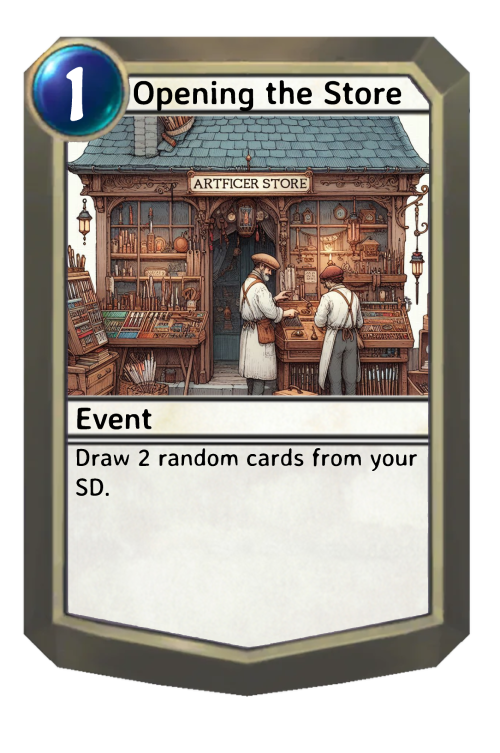 1
Opening the Store
ARTFICER STORE
Event
Draw 2 random cards from your
SD.